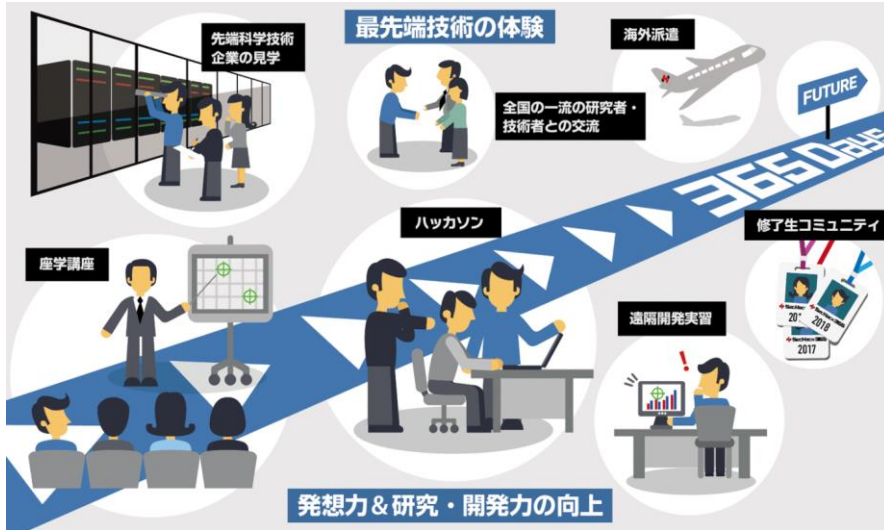 最先端技術の体験
先端科学技術
企業の見学
全国の一流の研究者・
技術者との交流
海外派遣
FUTURE
365 Days
座学講座
ハッカソン
修了生コミュニティ
SecHack365
2018
SecHack365
2017
遠隔開発実習
発想力&研究・開発力の向上